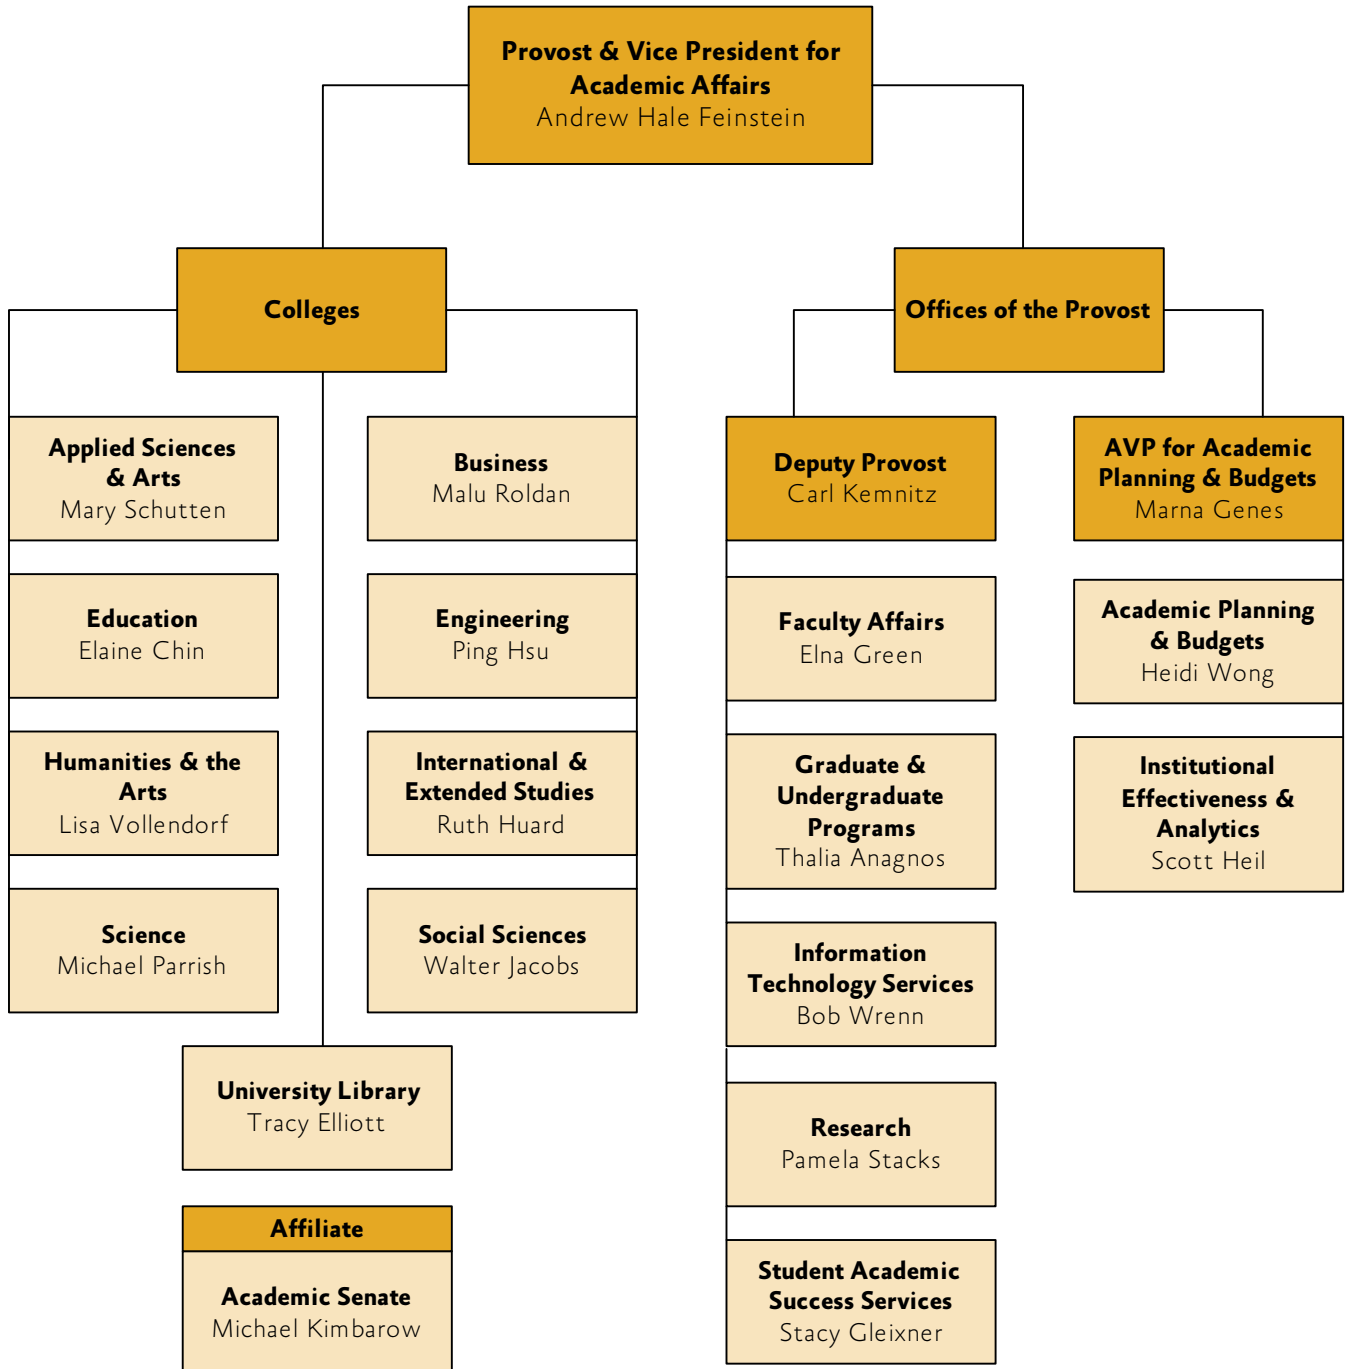 Provost & Vice President for
Academic Affairs
Andrew Hale Feinstein
Colleges
Offices of the Provost
Applied Sciences
& Arts
Mary Schutten
Business
Malu Roldan
Deputy Provost
Carl Kemnitz
AVP for Academic
Planning & Budgets
Marna Genes
Education
Elaine Chin
Engineering
Ping Hsu
Faculty Affairs
Elna Green
Academic Planning
& Budgets
Heidi Wong
Humanities & the
Arts
Lisa Vollendorf
International &
Extended Studies
Ruth Huard
Graduate &
Undergraduate
Programs
Thalia Anagnos
Institutional
Effectiveness &
Analytics
Scott Heil
Science
Michael Parrish
Social Sciences
Walter Jacobs
Information
Technology Services
Bob Wrenn
University Library
Tracy Elliott
Research
Pamela Stacks
Affiliate
Academic Senate
Michael Kimbarow
Student Academic
Success Services
Stacy Gleixner